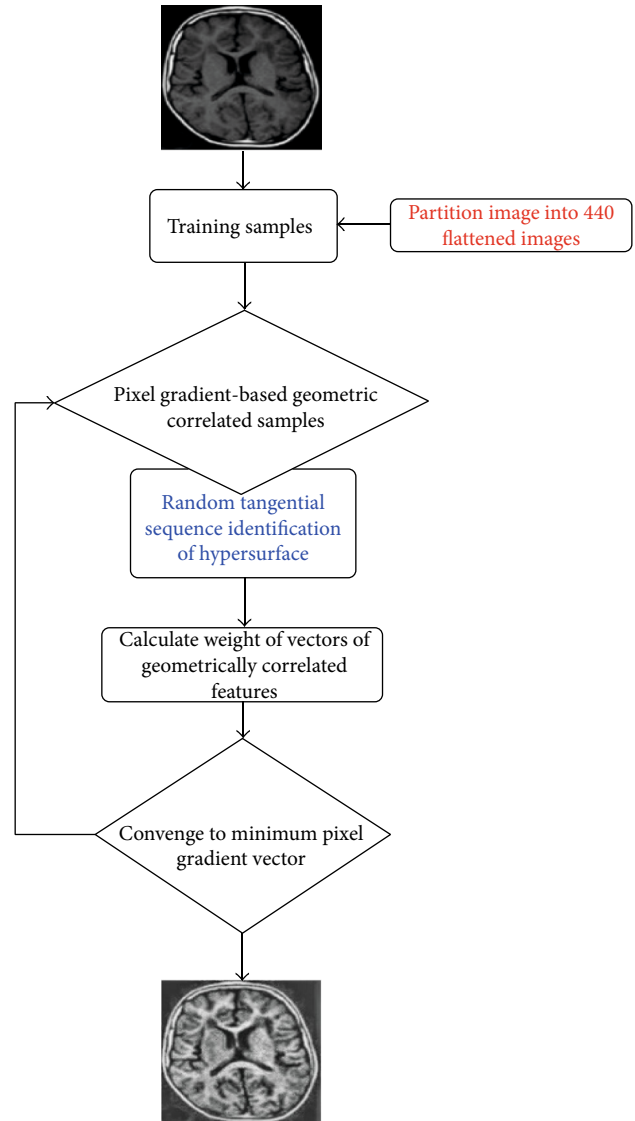 Training samples
Partition image into 440
flattened images
Pixel gradient-based geometric
correlated samples
Random tangential
sequence identification
of hypersurface
Calculate weight of vectors of
geometrically correlated
features
Convenge to minimum pixel
gradient vector